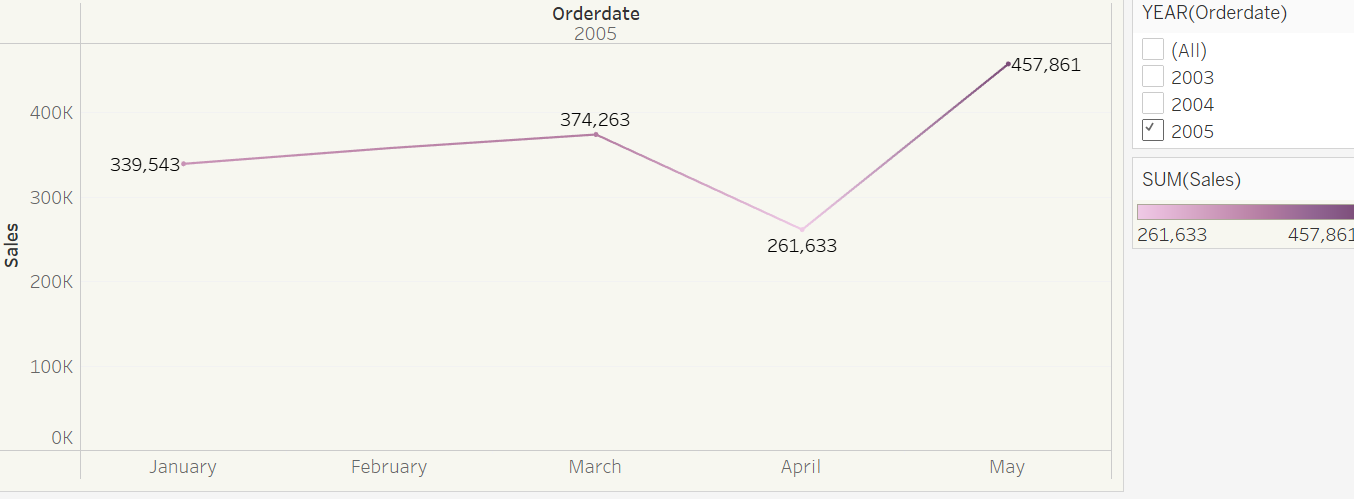 Orderdate
2005
457,861
400K
374,263
339,543
300K
261,633
200K
100K
0K
Sales
January February March April May
YEAR(Orderdate)
(All)
2003
2004
2005
SUM(Sales)
261,633 457,861